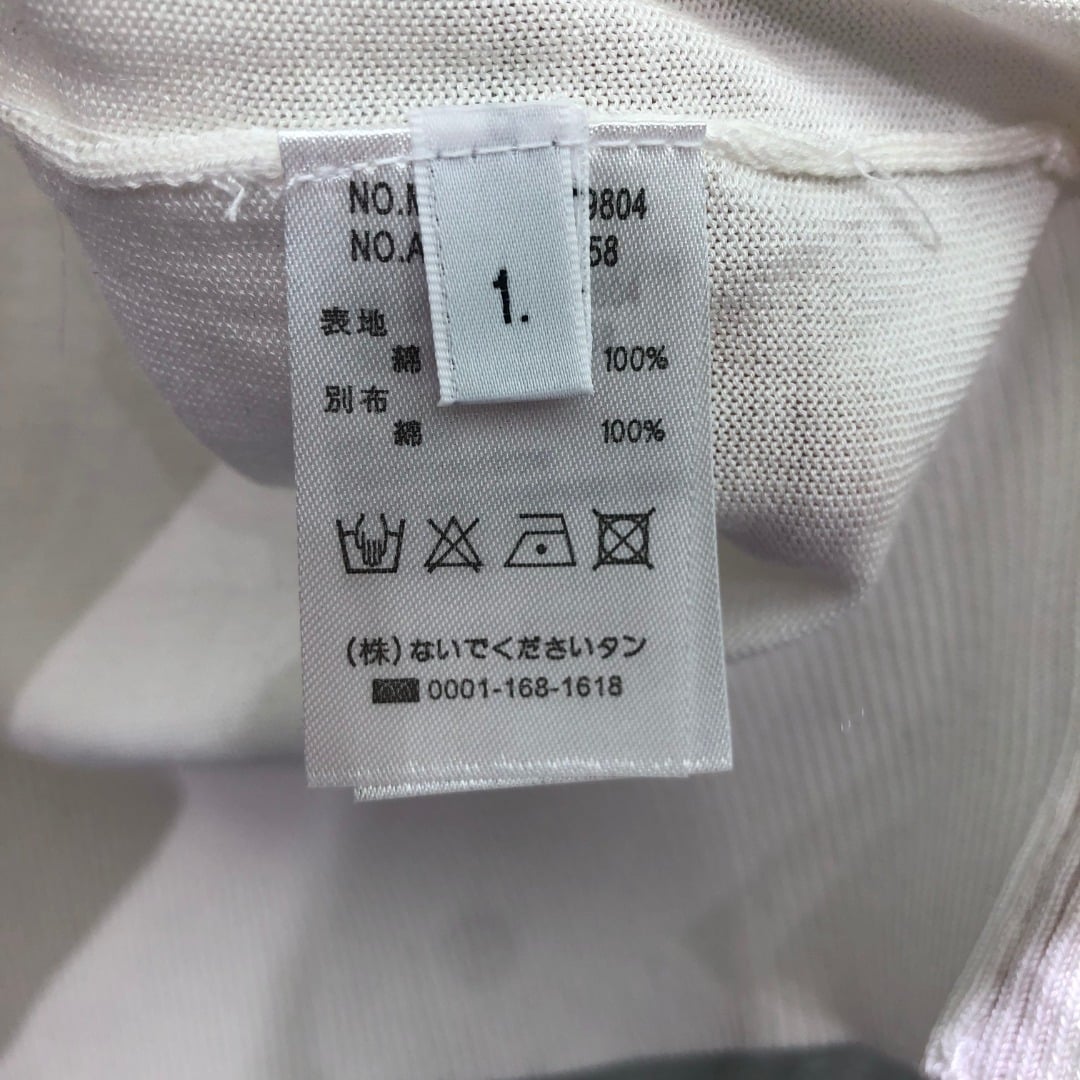 NO.M 9804
NO.A 58
1.
表地
綿 100%
別布
綿 100%
(株)ないでくださいタン
0001-168-1618